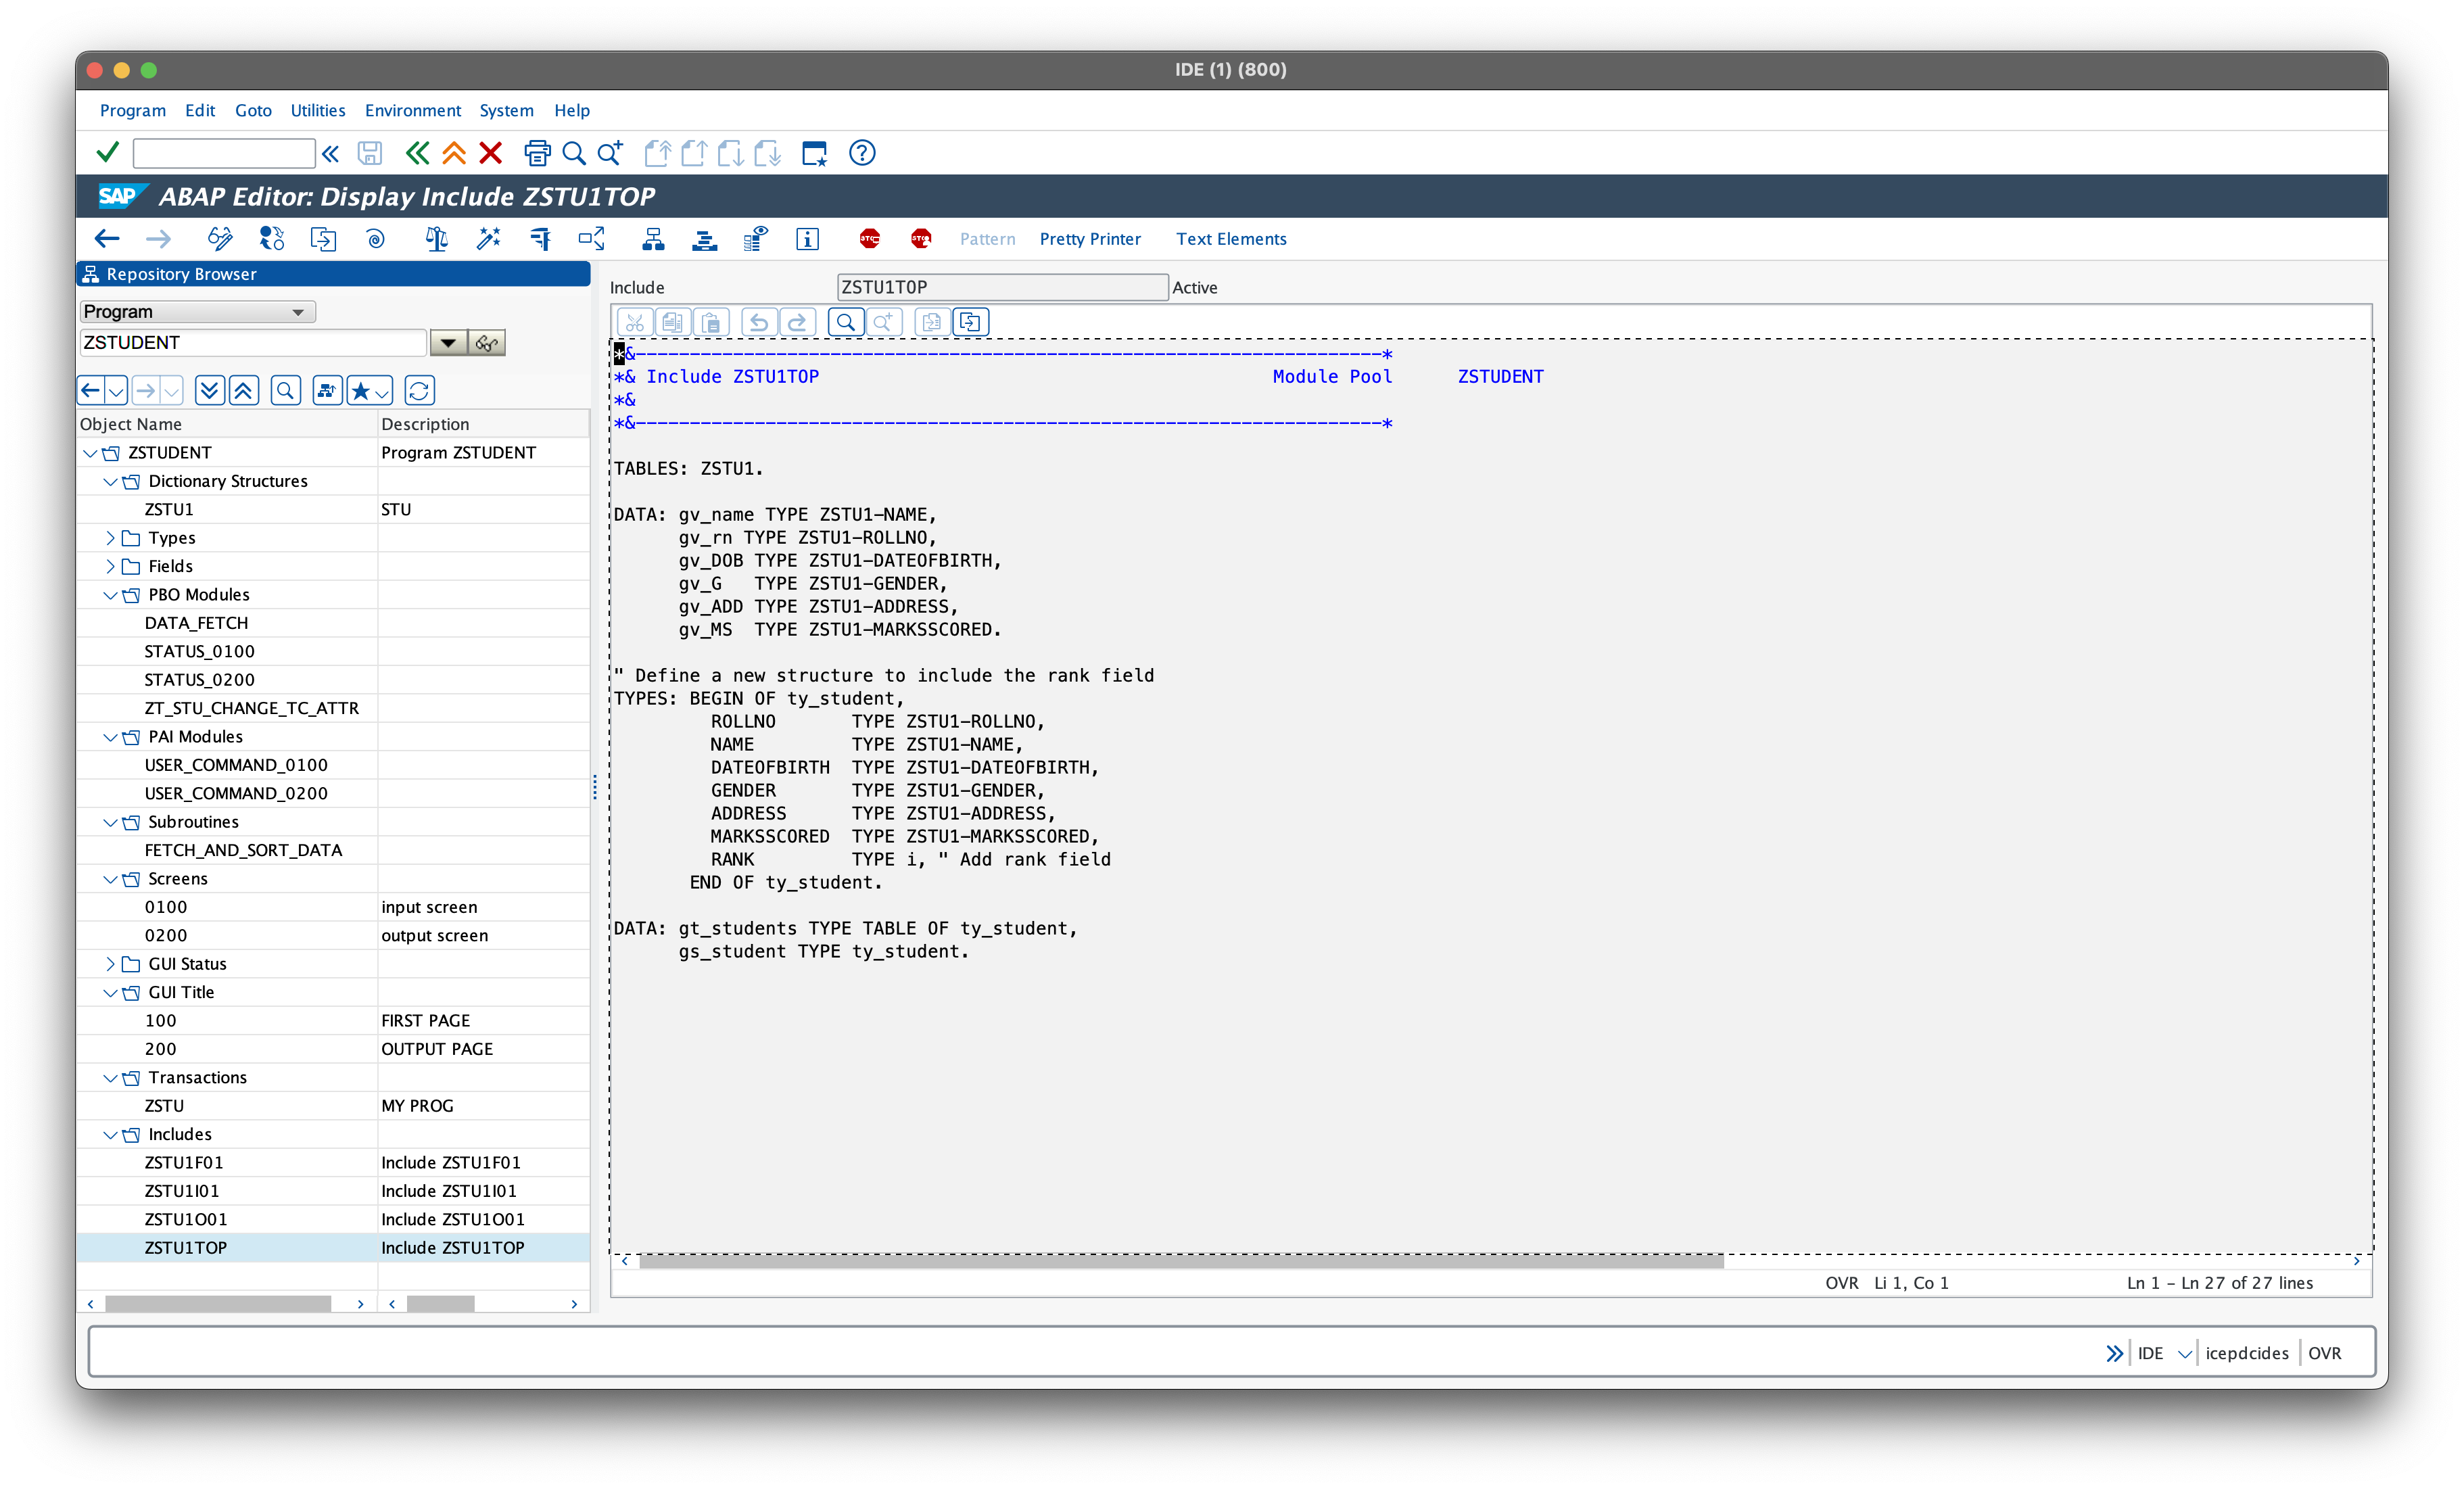 IDE (1) (800)
Program Edit Goto Utilities Environment System Help
SAP ABAP Editor: Display Include ZSTU1TOP
Pattern Pretty Printer Text Elements
Repository Browser
Program
ZSTUDENT
Object Name Description
ZSTUDENT Program ZSTUDENT
Dictionary Structures
ZSTU1 STU
Types
Fields
PBO Modules
DATA_FETCH
STATUS_0100
STATUS_0200
ZT_STU_CHANGE_TC_ATTR
PAI Modules
USER_COMMAND_0100
USER_COMMAND_0200
Subroutines
FETCH_AND_SORT_DATA
Screens
0100 input screen
0200 output screen
GUI Status
GUI Title
100 FIRST PAGE
200 OUTPUT PAGE
Transactions
ZSTU MY PROG
Includes
ZSTU1F01 Include ZSTU1F01
ZSTU1I01 Include ZSTU1I01
ZSTU1O01 Include ZSTU1O01
ZSTU1TOP Include ZSTU1TOP
Include ZSTU1TOP Active
*&---------------------------------------------------------------------*
*& Include ZSTU1TOP                                          Module Pool      ZSTUDENT
*&
*&---------------------------------------------------------------------*
TABLES: ZSTU1.
DATA: gv_name TYPE ZSTU1-NAME,
      gv_rn TYPE ZSTU1-ROLLNO,
      gv_DOB TYPE ZSTU1-DATEOFBIRTH,
      gv_G   TYPE ZSTU1-GENDER,
      gv_ADD TYPE ZSTU1-ADDRESS,
      gv_MS  TYPE ZSTU1-MARKSSCORED.
" Define a new structure to include the rank field
TYPES: BEGIN OF ty_student,
         ROLLNO       TYPE ZSTU1-ROLLNO,
         NAME         TYPE ZSTU1-NAME,
         DATEOFBIRTH  TYPE ZSTU1-DATEOFBIRTH,
         GENDER       TYPE ZSTU1-GENDER,
         ADDRESS      TYPE ZSTU1-ADDRESS,
         MARKSSCORED  TYPE ZSTU1-MARKSSCORED,
         RANK         TYPE i, " Add rank field
       END OF ty_student.
DATA: gt_students TYPE TABLE OF ty_student,
      gs_student TYPE ty_student.
OVR Li 1, Co 1 Ln 1 - Ln 27 of 27 lines
IDE icepdcides OVR